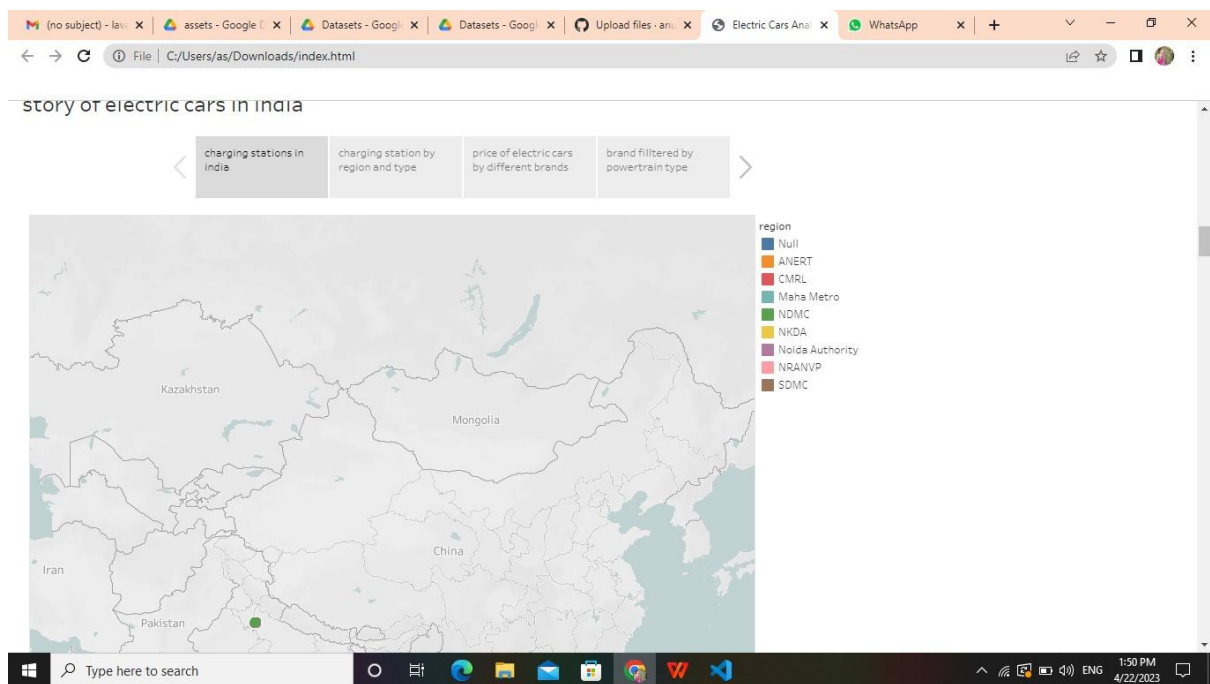 (no subject) - lava
assets - Google D
Datasets - Googl
Datasets - Googl
Upload files · anu
Electric Cars Anal
WhatsApp
File | C:/Users/as/Downloads/index.html
story of electric cars in india
charging stations in
india
charging station by
region and type
price of electric cars
by different brands
brand filltered by
powertrain type
region
Null
ANERT
CMRL
Maha Metro
NDMC
NKDA
Noida Authority
NRANVP
SDMC
Kazakhstan
Mongolia
China
Iran
Pakistan
Type here to search
ENG
1:50 PM
4/22/2023